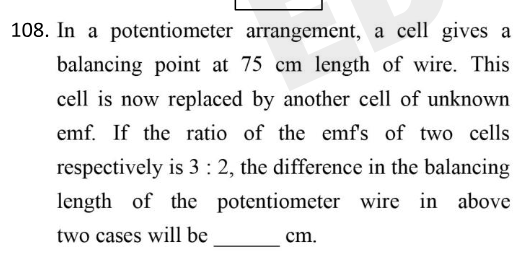 108. In a potentiometer arrangement, a cell gives a
balancing point at 75 cm length of wire. This
cell is now replaced by another cell of unknown
emf. If the ratio of the emf's of two cells
respectively is 3 : 2, the difference in the balancing
length of the potentiometer wire in above
two cases will be ______ cm.